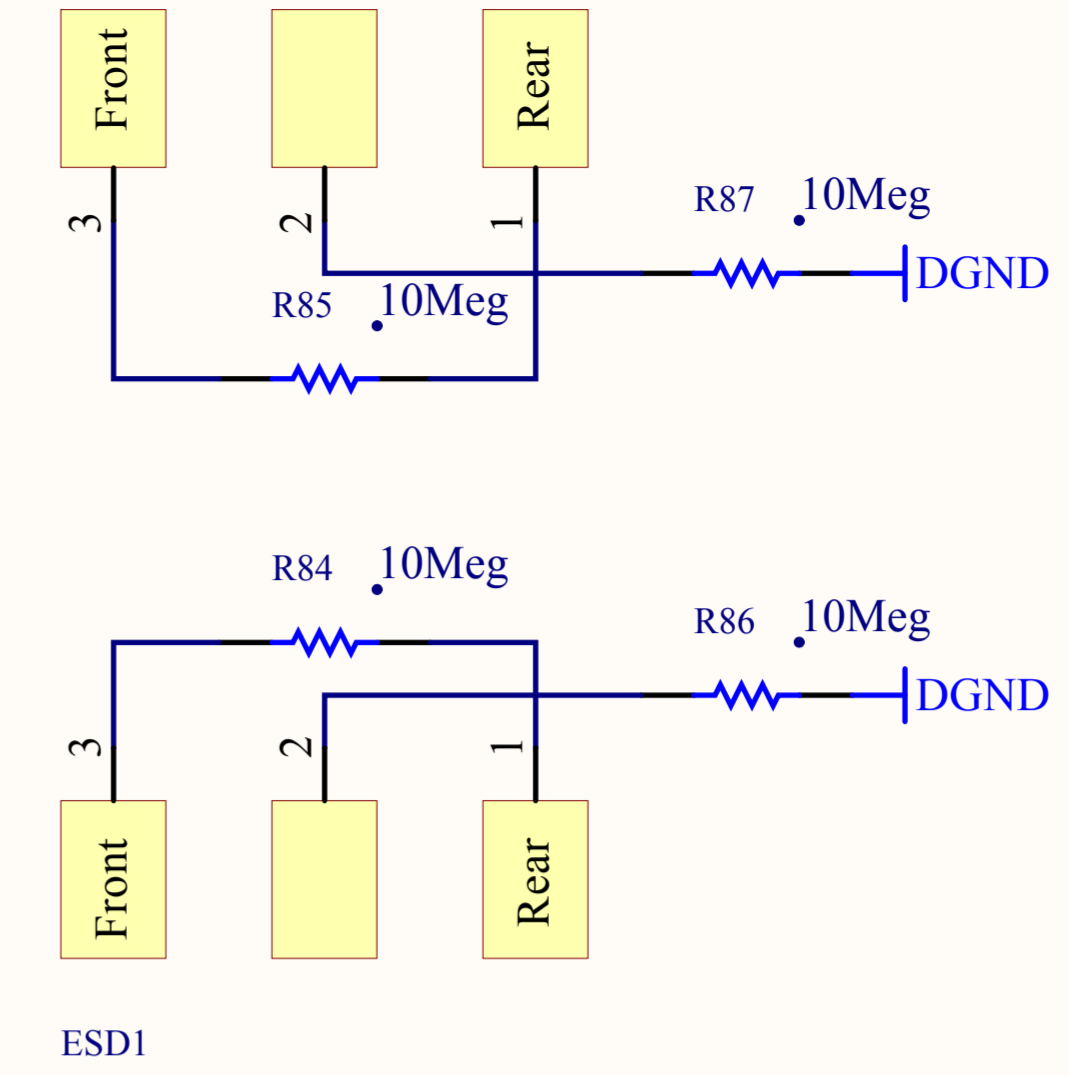 Front
Rear
3
2
1
R87
10Meg
DGND
R85
10Meg
R84
10Meg
R86
10Meg
DGND
3
2
1
Front
Rear
ESD1